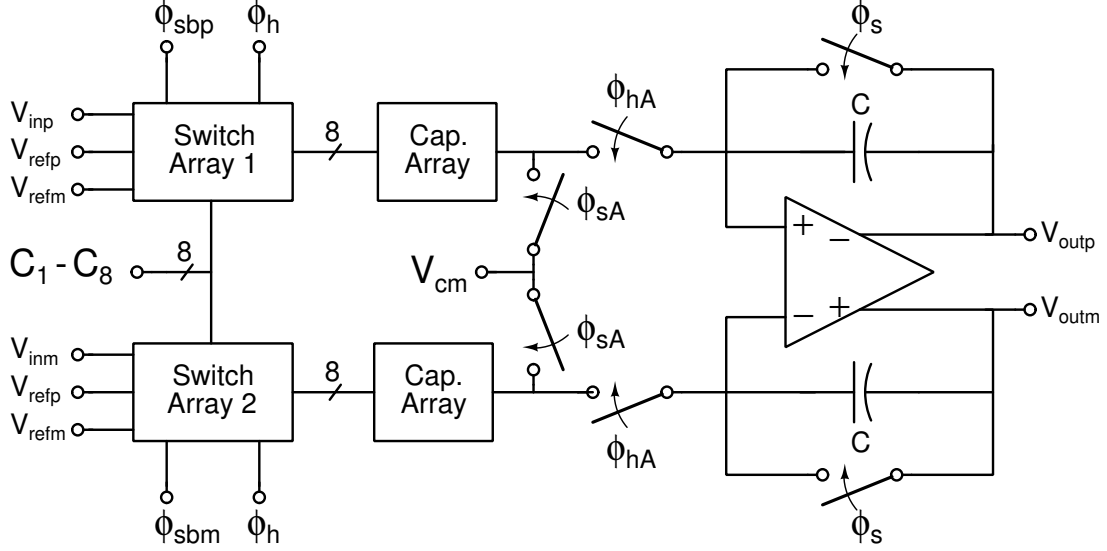 ϕsbp
ϕh
ϕs
Vinp
Vrefp
Vrefm
Switch
Array 1
8
Cap.
Array
ϕhA
C
ϕsA
+
−
Voutp
C1 - C8
8
Vcm
−
+
Voutm
ϕsA
Vinm
Vrefp
Vrefm
Switch
Array 2
8
Cap.
Array
ϕhA
C
ϕsbm
ϕh
ϕs